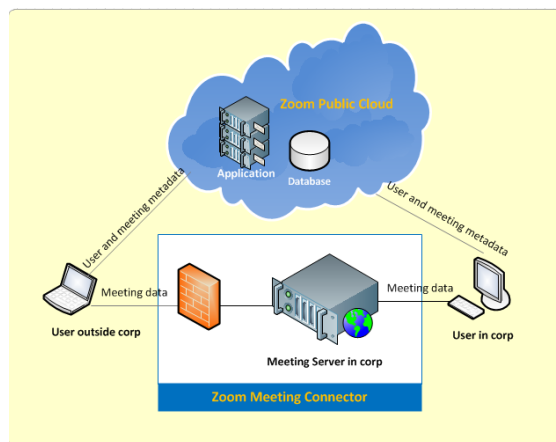 Zoom Public Cloud
Application
Database
User and meeting metadata
User and meeting metadata
Meeting data
Meeting data
User outside corp
User in corp
Meeting Server in corp
Zoom Meeting Connector